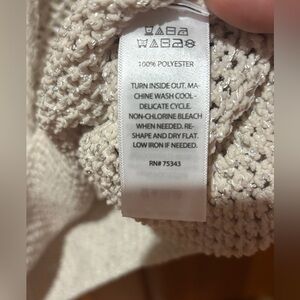 100% POLYESTER
TURN INSIDE OUT. MA-
CHINE WASH COOL -
DELICATE CYCLE.
NON-CHLORINE BLEACH
WHEN NEEDED. RE-
SHAPE AND DRY FLAT.
LOW IRON IF NEEDED.
RN# 75343